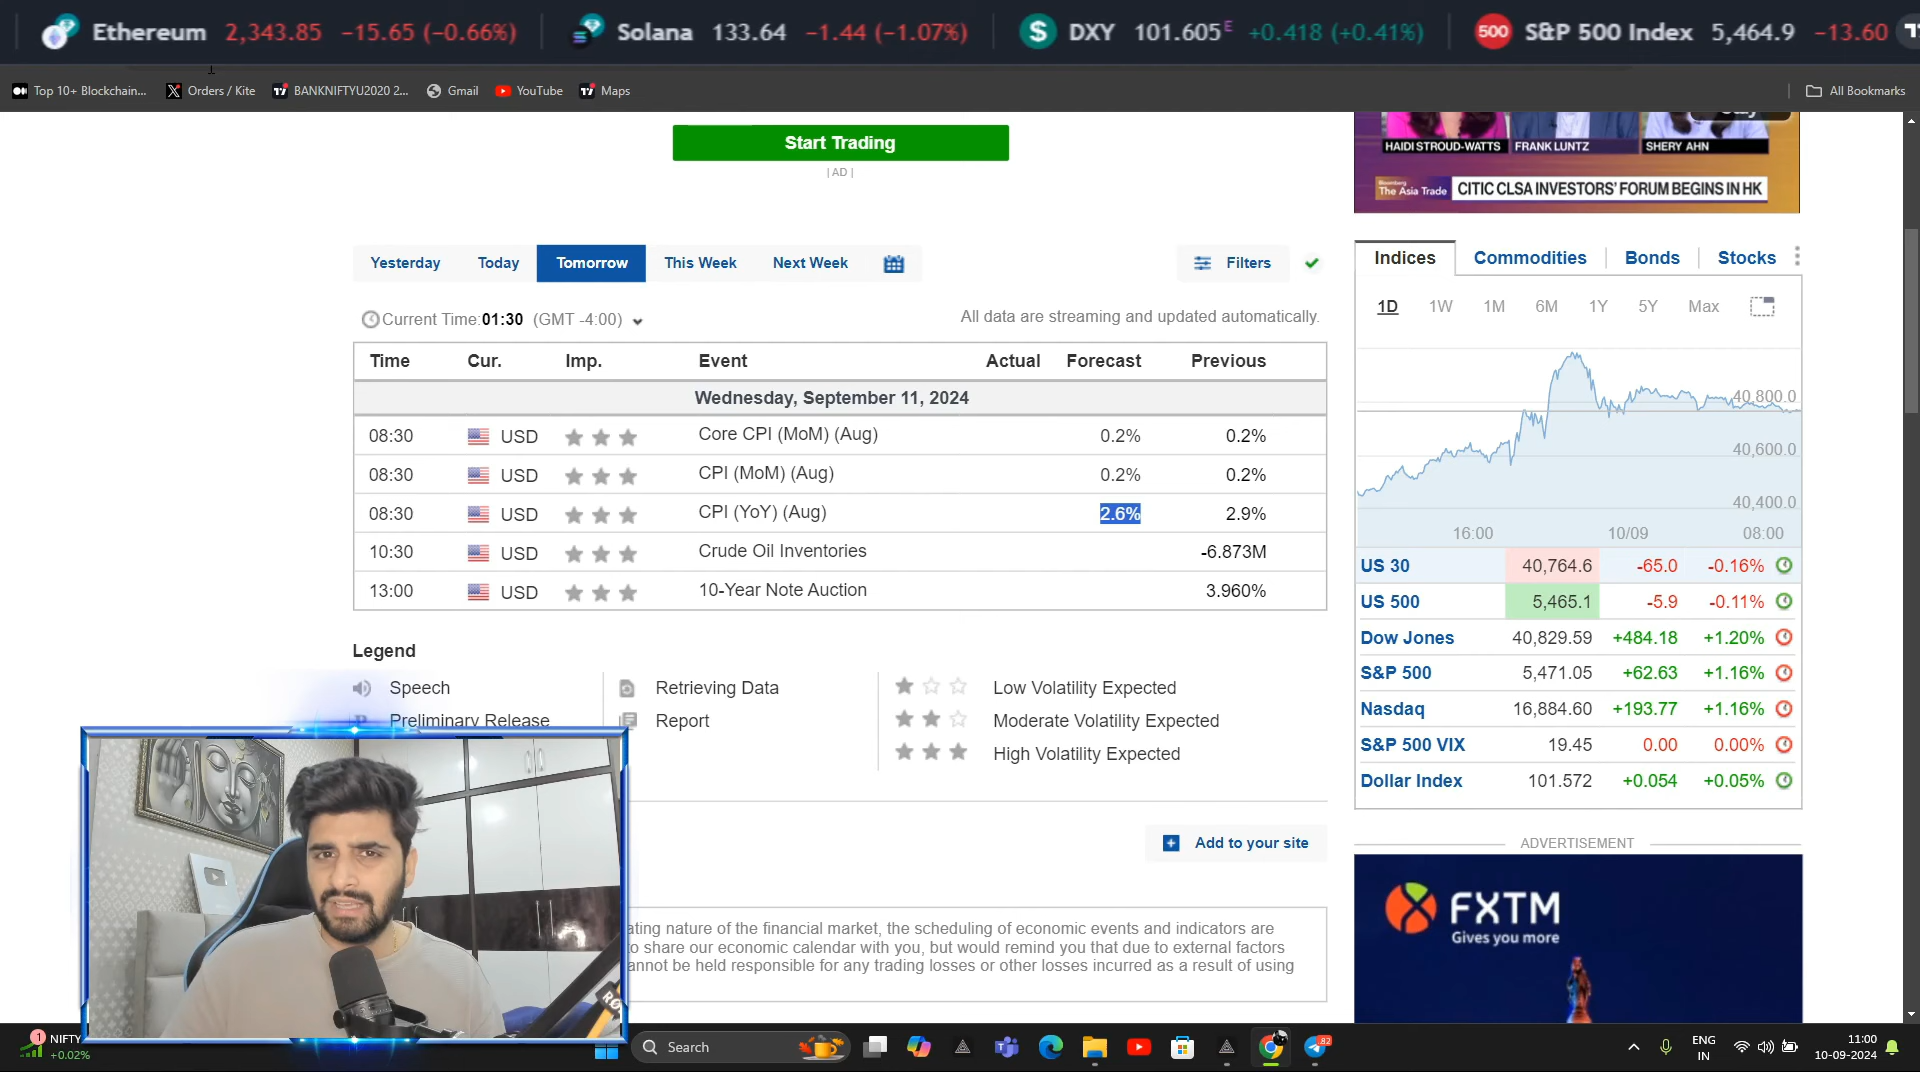 Ethereum 2,343.85 −15.65 (−0.66%) Solana 133.64 −1.44 (−1.07%) DXY 101.605 E +0.418 (+0.41%) 500 S&P 500 Index 5,464.9 −13.60
Top 10+ Blockchain... Orders / Kite BANKNIFTYU2020 2... Gmail YouTube Maps All Bookmarks
Start Trading
| AD |
HAIDI STROUD-WATTS FRANK LUNTZ SHERY AHN
Bloomberg
The Asia Trade CITIC CLSA INVESTORS' FORUM BEGINS IN HK
Yesterday Today Tomorrow This Week Next Week Filters
Current Time:01:30 (GMT -4:00) All data are streaming and updated automatically.
Time Cur. Imp. Event Actual Forecast Previous
Wednesday, September 11, 2024
08:30 USD Core CPI (MoM) (Aug) 0.2% 0.2%
08:30 USD CPI (MoM) (Aug) 0.2% 0.2%
08:30 USD CPI (YoY) (Aug) 2.6% 2.9%
10:30 USD Crude Oil Inventories -6.873M
13:00 USD 10-Year Note Auction 3.960%
Legend
Speech Retrieving Data Low Volatility Expected
Preliminary Release Report Moderate Volatility Expected
High Volatility Expected
Add to your site
ating nature of the financial market, the scheduling of economic events and indicators are
o share our economic calendar with you, but would remind you that due to external factors
annot be held responsible for any trading losses or other losses incurred as a result of using
Indices Commodities Bonds Stocks
1D 1W 1M 6M 1Y 5Y Max
40,800.0
40,600.0
40,400.0
16:00 10/09 08:00
US 30 40,764.6 -65.0 -0.16%
US 500 5,465.1 -5.9 -0.11%
Dow Jones 40,829.59 +484.18 +1.20%
S&P 500 5,471.05 +62.63 +1.16%
Nasdaq 16,884.60 +193.77 +1.16%
S&P 500 VIX 19.45 0.00 0.00%
Dollar Index 101.572 +0.054 +0.05%
ADVERTISEMENT
FXTM
Gives you more
1 NIFTY
+0.02%
Search
82
ENG
IN
11:00
10-09-2024